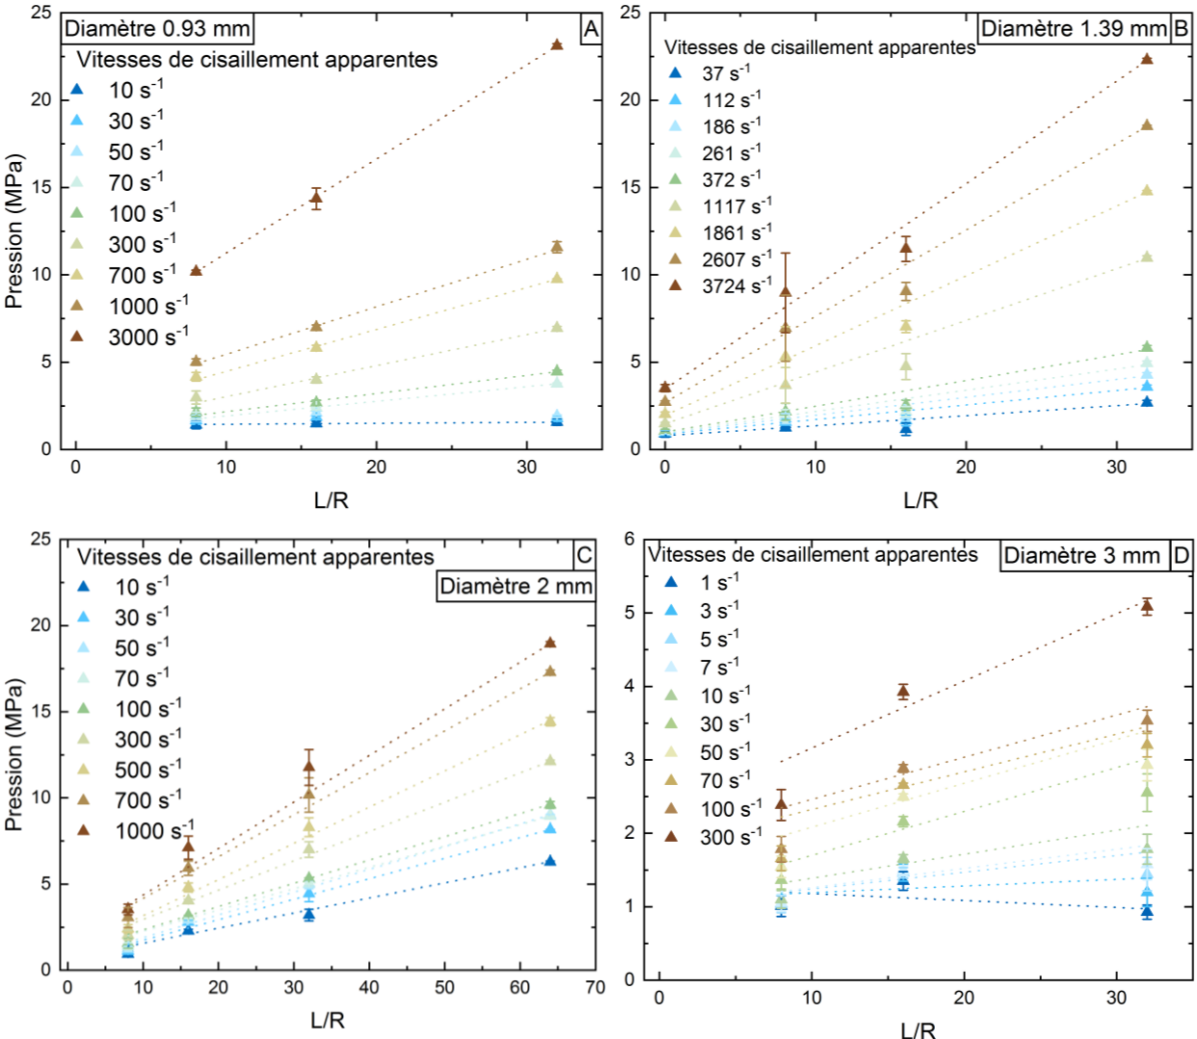 Diamètre 0.93 mm
A
Vitesses de cisaillement apparentes
10 s⁻¹
30 s⁻¹
50 s⁻¹
70 s⁻¹
100 s⁻¹
300 s⁻¹
700 s⁻¹
1000 s⁻¹
3000 s⁻¹
Pression (MPa)
25
20
15
10
5
0
0 10 20 30
L/R
Diamètre 1.39 mm
B
Vitesses de cisaillement apparentes
37 s⁻¹
112 s⁻¹
186 s⁻¹
261 s⁻¹
372 s⁻¹
1117 s⁻¹
1861 s⁻¹
2607 s⁻¹
3724 s⁻¹
25
20
15
10
5
0
0 10 20 30
L/R
Vitesses de cisaillement apparentes
C
Diamètre 2 mm
10 s⁻¹
30 s⁻¹
50 s⁻¹
70 s⁻¹
100 s⁻¹
300 s⁻¹
500 s⁻¹
700 s⁻¹
1000 s⁻¹
Pression (MPa)
25
20
15
10
5
0
0 10 20 30 40 50 60 70
L/R
Vitesses de cisaillement apparentes
Diamètre 3 mm
D
1 s⁻¹
3 s⁻¹
5 s⁻¹
7 s⁻¹
10 s⁻¹
30 s⁻¹
50 s⁻¹
70 s⁻¹
100 s⁻¹
300 s⁻¹
6
5
4
3
2
1
0
0 10 20 30
L/R